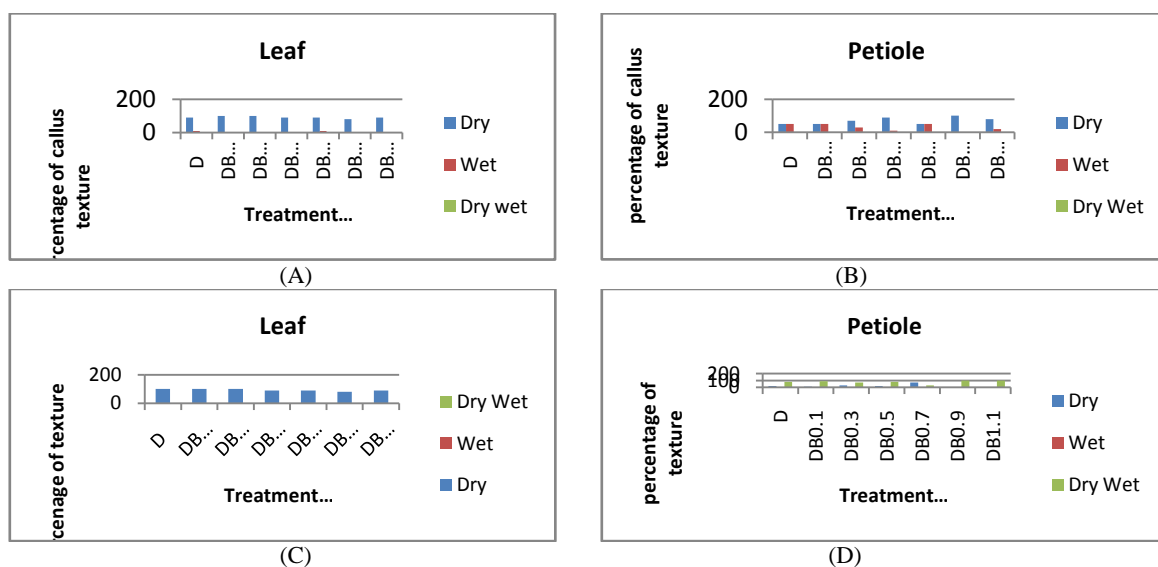 Leaf
rcentage of callus
texture
200
0
D
DB...
DB...
DB...
DB...
DB...
DB...
Treatment...
Dry
Wet
Dry wet
(A)
Petiole
percentage of callus
texture
200
0
D
DB...
DB...
DB...
DB...
DB...
DB...
Treatment...
Dry
Wet
Dry Wet
(B)
Leaf
rcenage of texture
200
0
D
DB...
DB...
DB...
DB...
DB...
DB...
Treatment...
Dry Wet
Wet
Dry
(C)
Petiole
percentage of
texture
200
100
0
D
DB0.1
DB0.3
DB0.5
DB0.7
DB0.9
DB1.1
Treatment...
Dry
Wet
Dry Wet
(D)